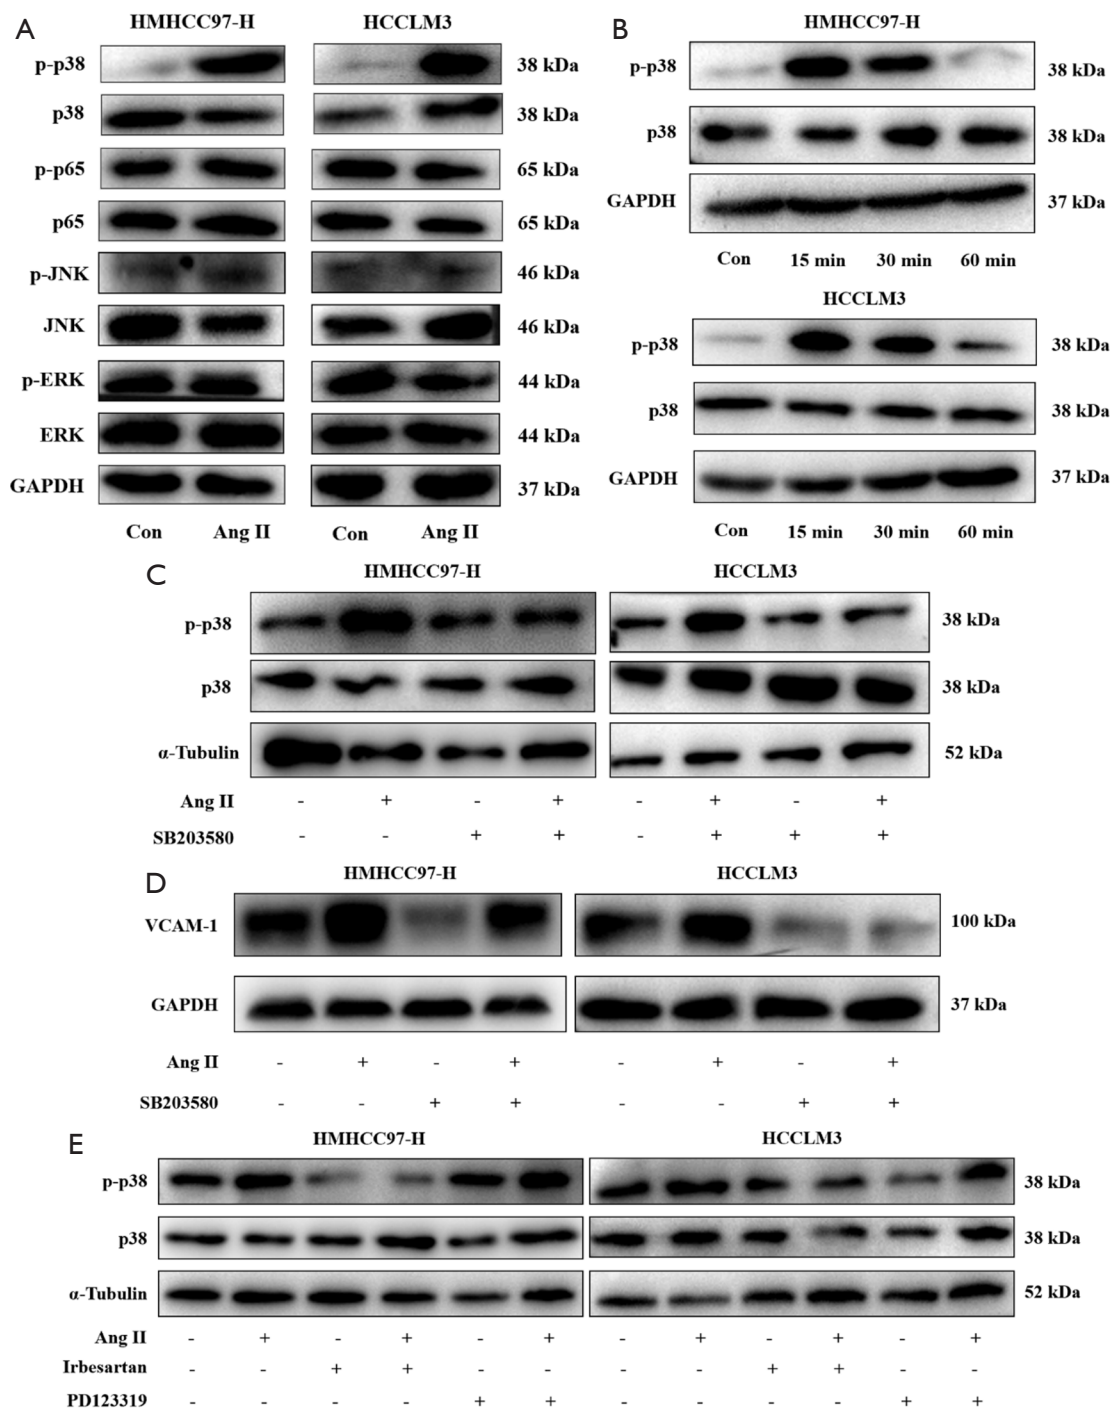 A
HMHCC97-H HCCLM3
p-p38 38 kDa
p38 38 kDa
p-p65 65 kDa
p65 65 kDa
p-JNK 46 kDa
JNK 46 kDa
p-ERK 44 kDa
ERK 44 kDa
GAPDH 37 kDa
Con Ang II Con Ang II
B
HMHCC97-H
p-p38 38 kDa
p38 38 kDa
GAPDH 37 kDa
Con 15 min 30 min 60 min
HCCLM3
p-p38 38 kDa
p38 38 kDa
GAPDH 37 kDa
Con 15 min 30 min 60 min
C
HMHCC97-H HCCLM3
p-p38 38 kDa
p38 38 kDa
α-Tubulin 52 kDa
Ang II - + - + - + - +
SB203580 - - + + - + + +
D
HMHCC97-H HCCLM3
VCAM-1 100 kDa
GAPDH 37 kDa
Ang II - + - + - + - +
SB203580 - - + + - - + +
E
HMHCC97-H HCCLM3
p-p38 38 kDa
p38 38 kDa
α-Tubulin 52 kDa
Ang II - + - + - + - + - + - +
Irbesartan - - + + - - - - + + - -
PD123319 - - - - + + - - - - + +